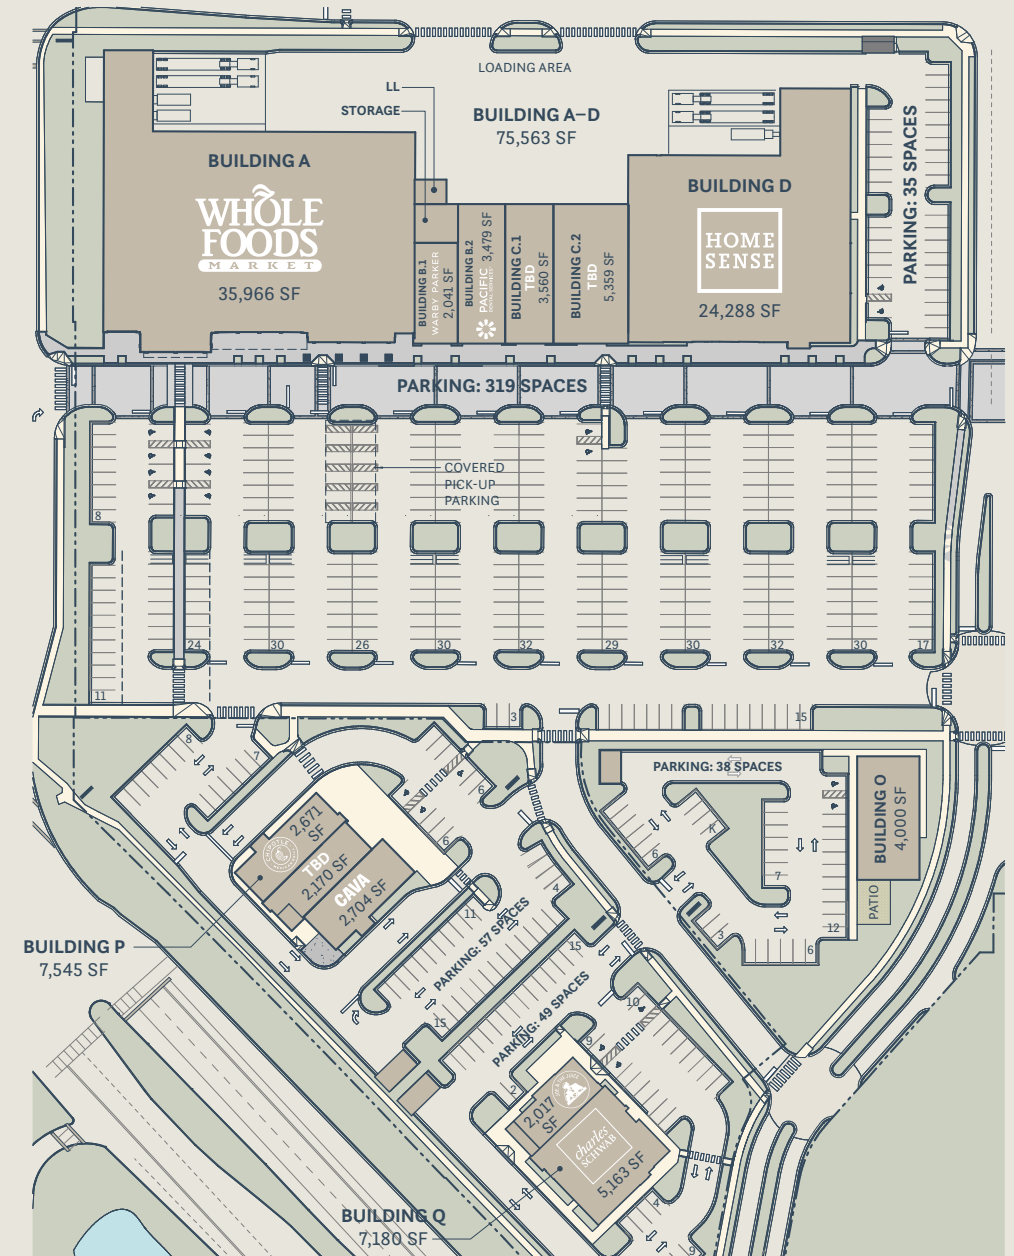 LOADING AREA
LL
STORAGE
BUILDING A–D
75,563 SF
BUILDING A
WHOLE
FOODS
MARKET
35,966 SF
BUILDING B.1
WARBY PARKER
2,041 SF
BUILDING B.2
PACIFIC
3,479 SF
BUILDING C.1
TBD
3,560 SF
BUILDING C.2
TBD
5,359 SF
BUILDING D
HOME
SENSE
24,288 SF
PARKING: 35 SPACES
PARKING: 319 SPACES
COVERED
PICK-UP
PARKING
8
11
24
30
26
30
32
29
30
32
30
17
3
15
8
7
6
6
PARKING: 38 SPACES
K
6
7
3
12
6
BUILDING O
4,000 SF
PATIO
2,671
SF
CHIPOTLE
TBD
2,170 SF
CAVA
2,704 SF
BUILDING P
7,545 SF
4
11
PARKING: 57 SPACES
15
15
PARKING: 49 SPACES
10
9
2
2,017
SF
charles
SCHWAB
5,163 SF
BUILDING Q
7,180 SF
4
9